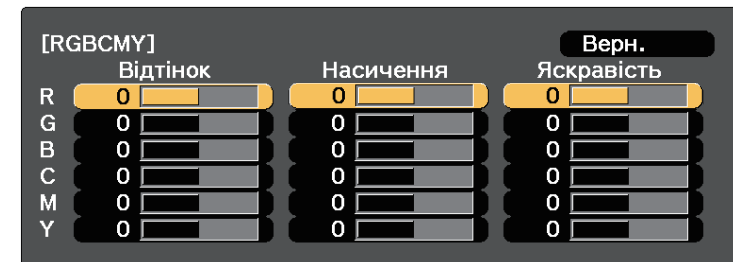 [RGBCMY] Верн.
Відтінок Насичення Яскравість
R 0 0 0
G 0 0 0
B 0 0 0
C 0 0 0
M 0 0 0
Y 0 0 0